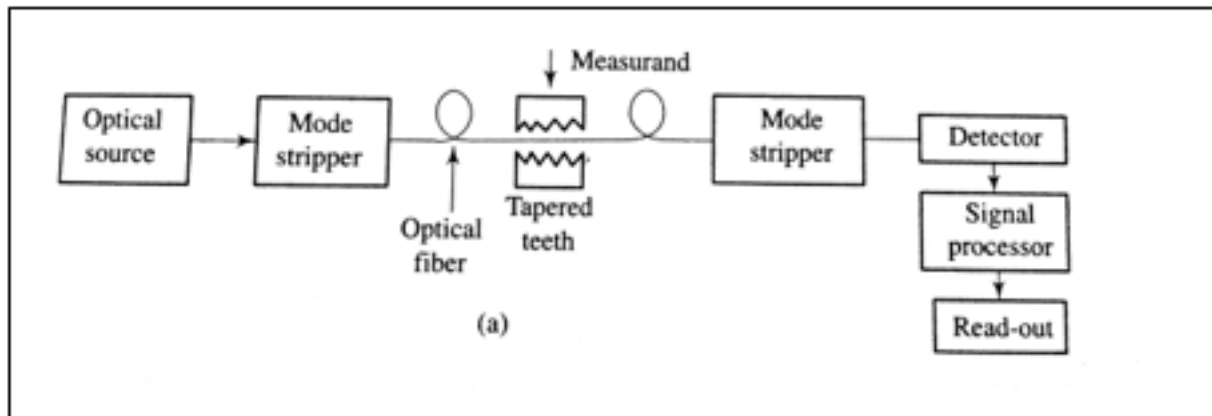 Measurand
Optical
source
Mode
stripper
Mode
stripper
Detector
Optical
fiber
Tapered
teeth
Signal
processor
Read-out
(a)